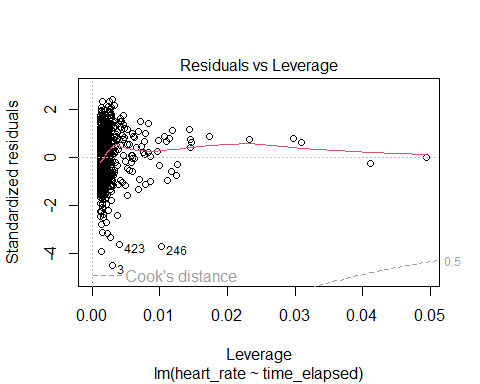 Residuals vs Leverage
Standardized residuals
2
0
-2
-4
423
246
3
Cook's distance
0.5
0.00 0.01 0.02 0.03 0.04 0.05
Leverage
lm(heart_rate ~ time_elapsed)